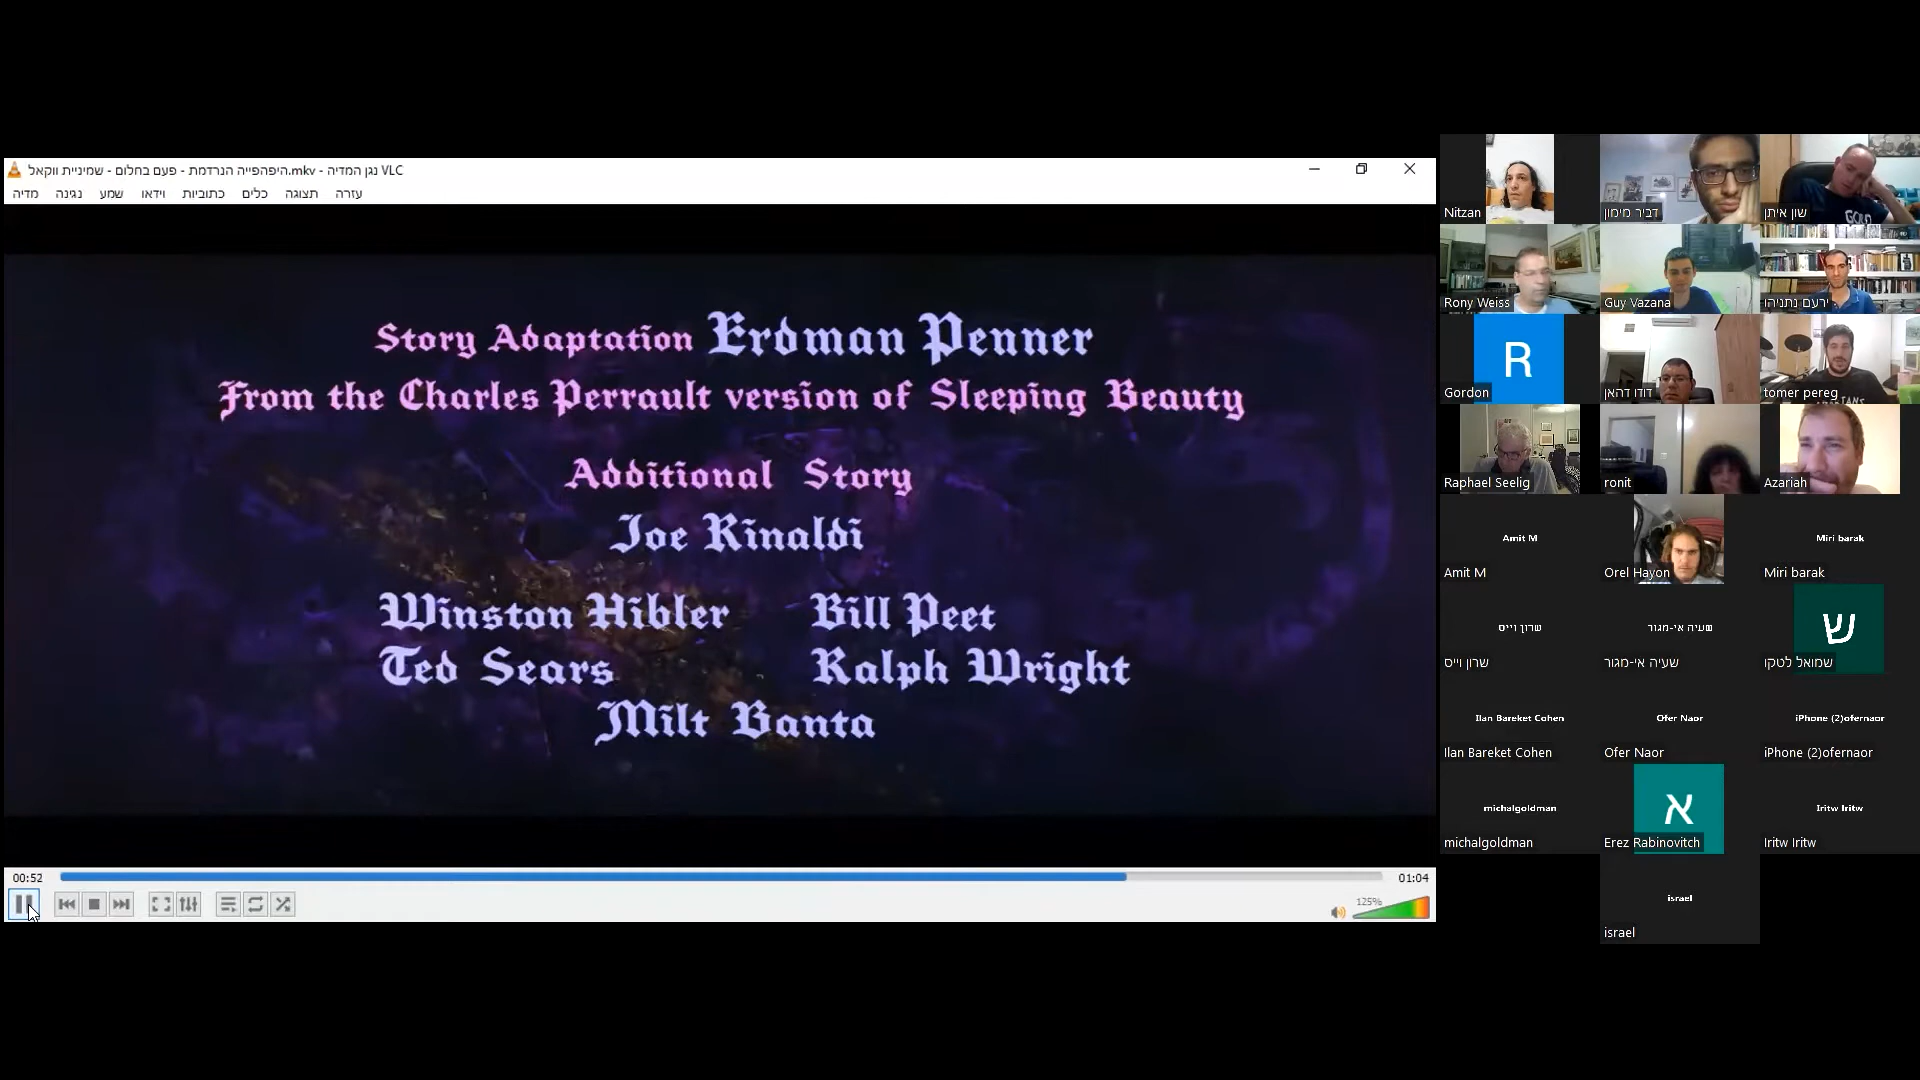 היפהפייה הנרדמת - פעם בחלום - שמיניית ווקאל.mkv - נגן המדיה VLC
מדיה נגינה שמע וידאו כתוביות כלים תצוגה עזרה
Story Adaptation Erdman Penner
From the Charles Perrault version of Sleeping Beauty
Additional Story
Joe Rinaldi
Winston Hibler Bill Peet
Ted Sears Ralph Wright
Milt Banta
00:52 01:04
125%
Nitzan
דביר מימון
שון איתן
GOLD
Rony Weiss
Guy Vazana
ירעם נתניהו
R
Gordon
דודו דהאן
tomer pereg
Raphael Seelig
ronit
Azariah
Amit M
Amit M
Orel Hayon
Miri barak
Miri barak
שרון וייס
שרון וייס
שעיה אי-מגור
שעיה אי-מגור
ש
שמואל לטקו
Ilan Bareket Cohen
Ilan Bareket Cohen
Ofer Naor
Ofer Naor
iPhone (2)ofernaor
iPhone (2)ofernaor
michalgoldman
michalgoldman
א
Erez Rabinovitch
Iritw Iritw
Iritw Iritw
israel
israel